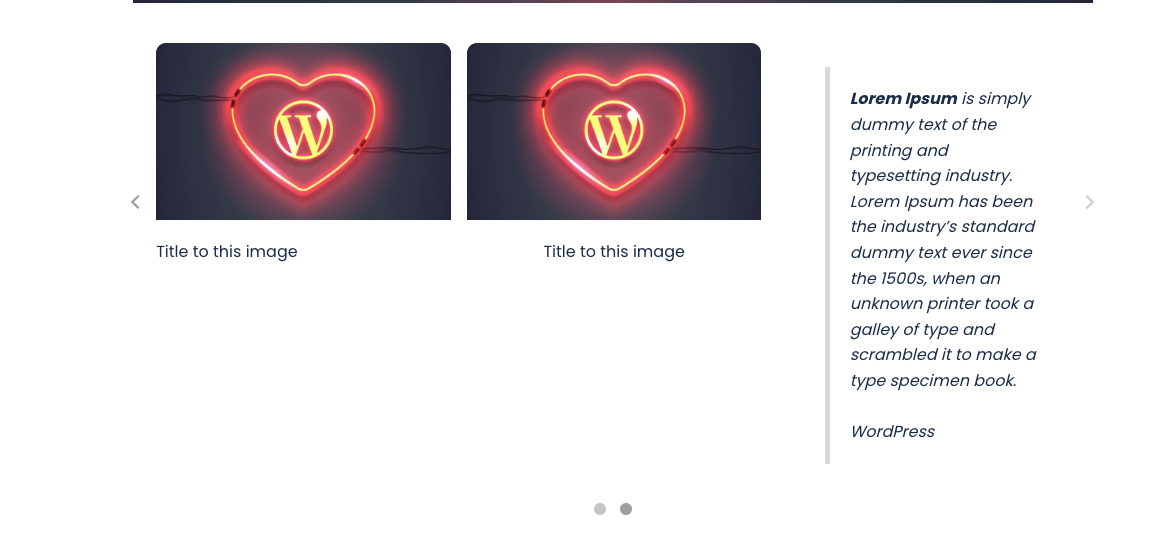 W
W
Title to this image
Title to this image
Lorem Ipsum is simply
dummy text of the
printing and
typesetting industry.
Lorem Ipsum has been
the industry’s standard
dummy text ever since
the 1500s, when an
unknown printer took a
galley of type and
scrambled it to make a
type specimen book.
WordPress